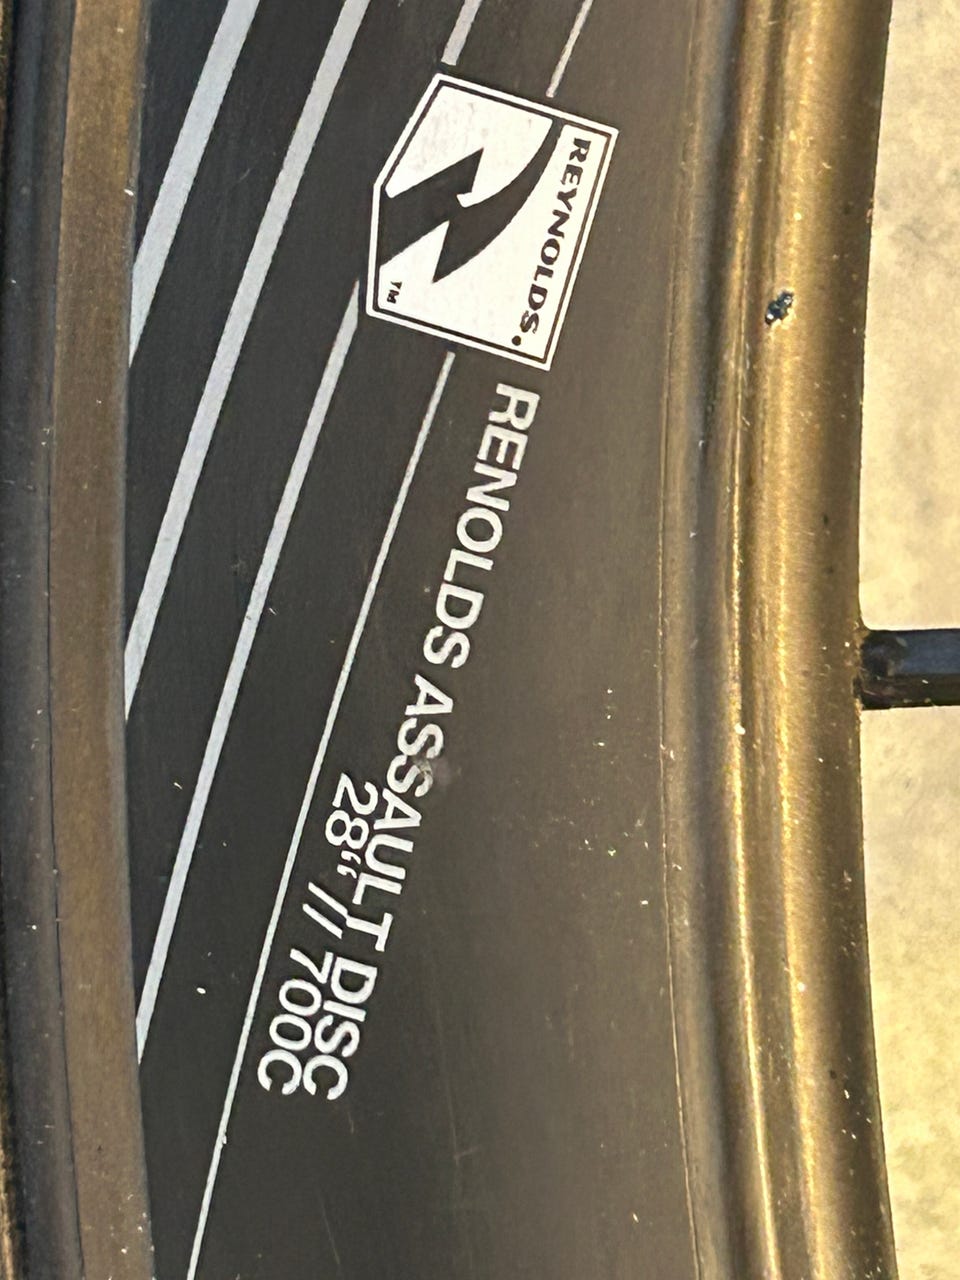 REYNOLDS.
TM
RENOLDS ASSAULT DISC
28“ // 700C